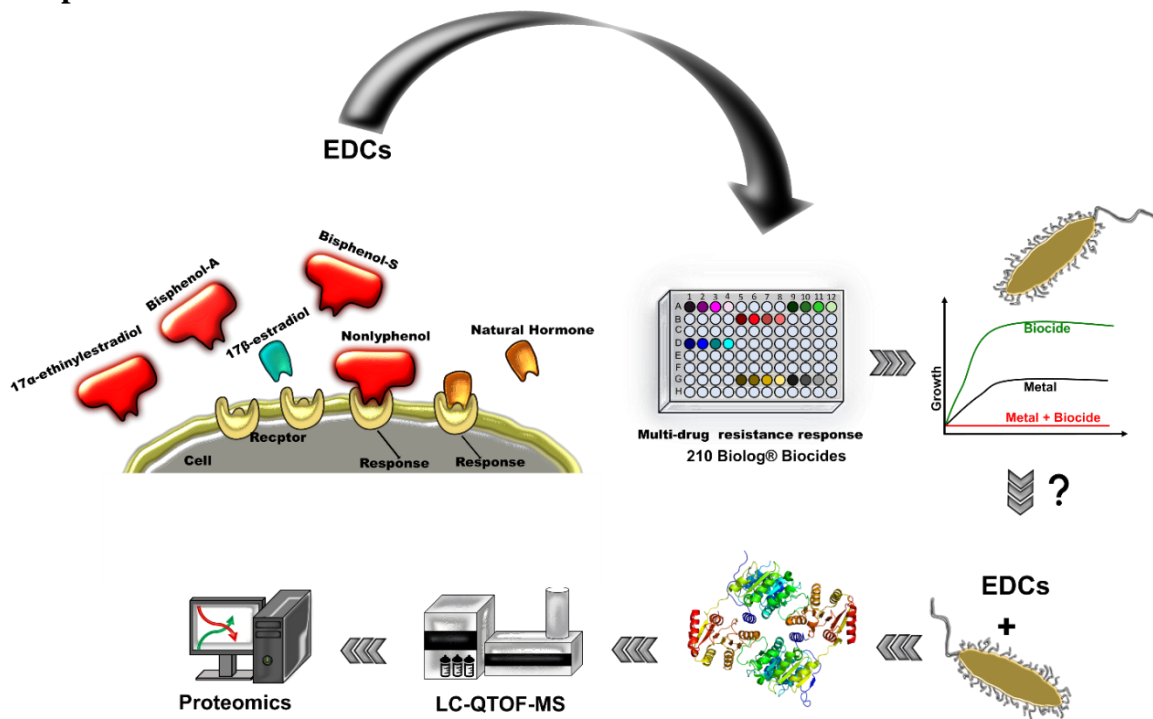 EDCs
Bisphenol-S
Bisphenol-A
17β-estradiol
17α-ethinylestradiol
Nonlyphenol
Natural Hormone
Recptor
Cell
Response
Response
1 2 3 4 5 6 7 8 9 10 11 12
A
B
C
D
E
F
G
H
Multi-drug resistance response
210 Biolog® Biocides
Growth
Biocide
Metal
Metal + Biocide
?
EDCs
+
LC-QTOF-MS
Proteomics